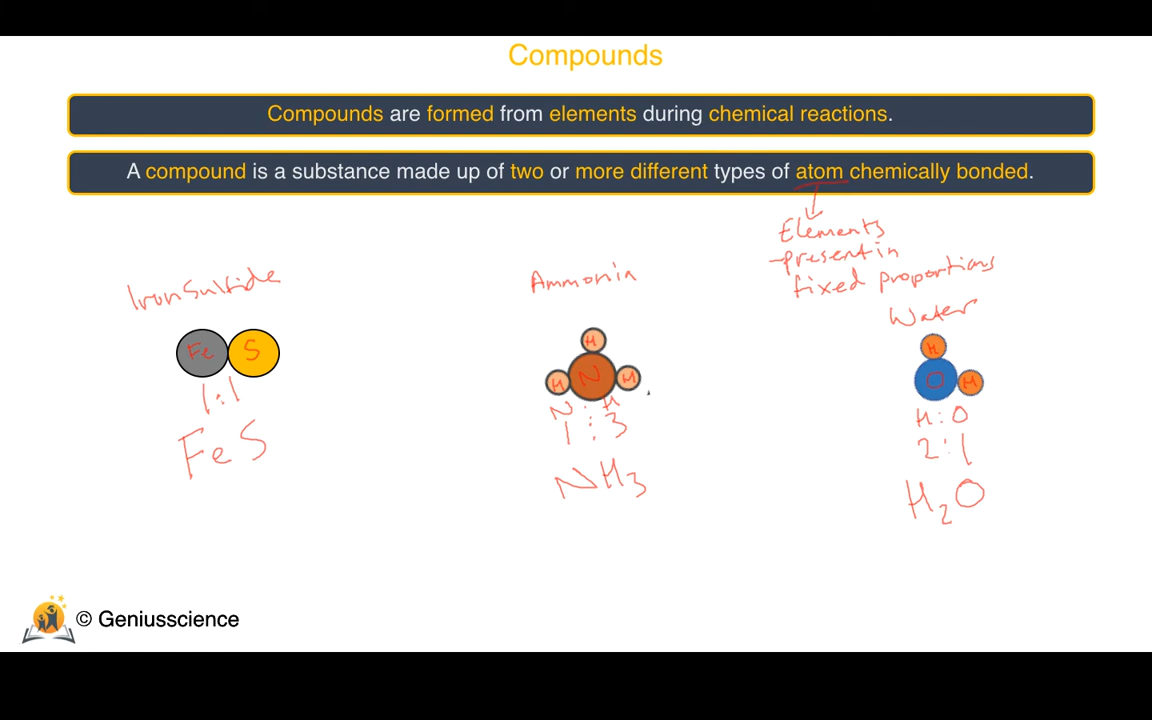 Compounds
Compounds are formed from elements during chemical reactions.
A compound is a substance made up of two or more different types of atom chemically bonded.
Elements
-present in
fixed proportions
Iron Sulfide
Fe S
1:1
FeS
Ammonia
H
H N H
N : H
1 : 3
NH3
Water
H
O H
H:O
2:1
H2O
© Geniusscience